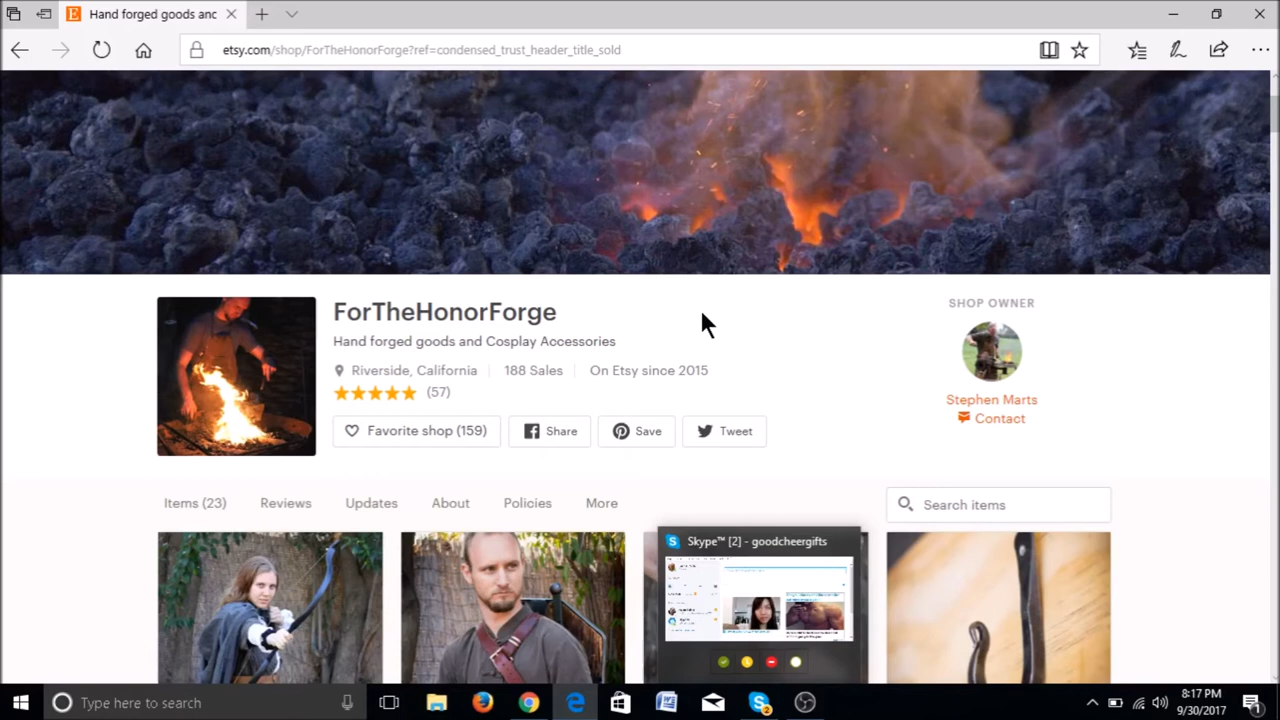 Hand forged goods and
etsy.com/shop/ForTheHonorForge?ref=condensed_trust_header_title_sold
ForTheHonorForge
Hand forged goods and Cosplay Accessories
Riverside, California
188 Sales
On Etsy since 2015
(57)
Favorite shop (159)
Share
Save
Tweet
SHOP OWNER
Stephen Marts
Contact
Items (23)
Reviews
Updates
About
Policies
More
Search items
Skype™ [2] - goodcheergifts
Type here to search
8:17 PM
9/30/2017